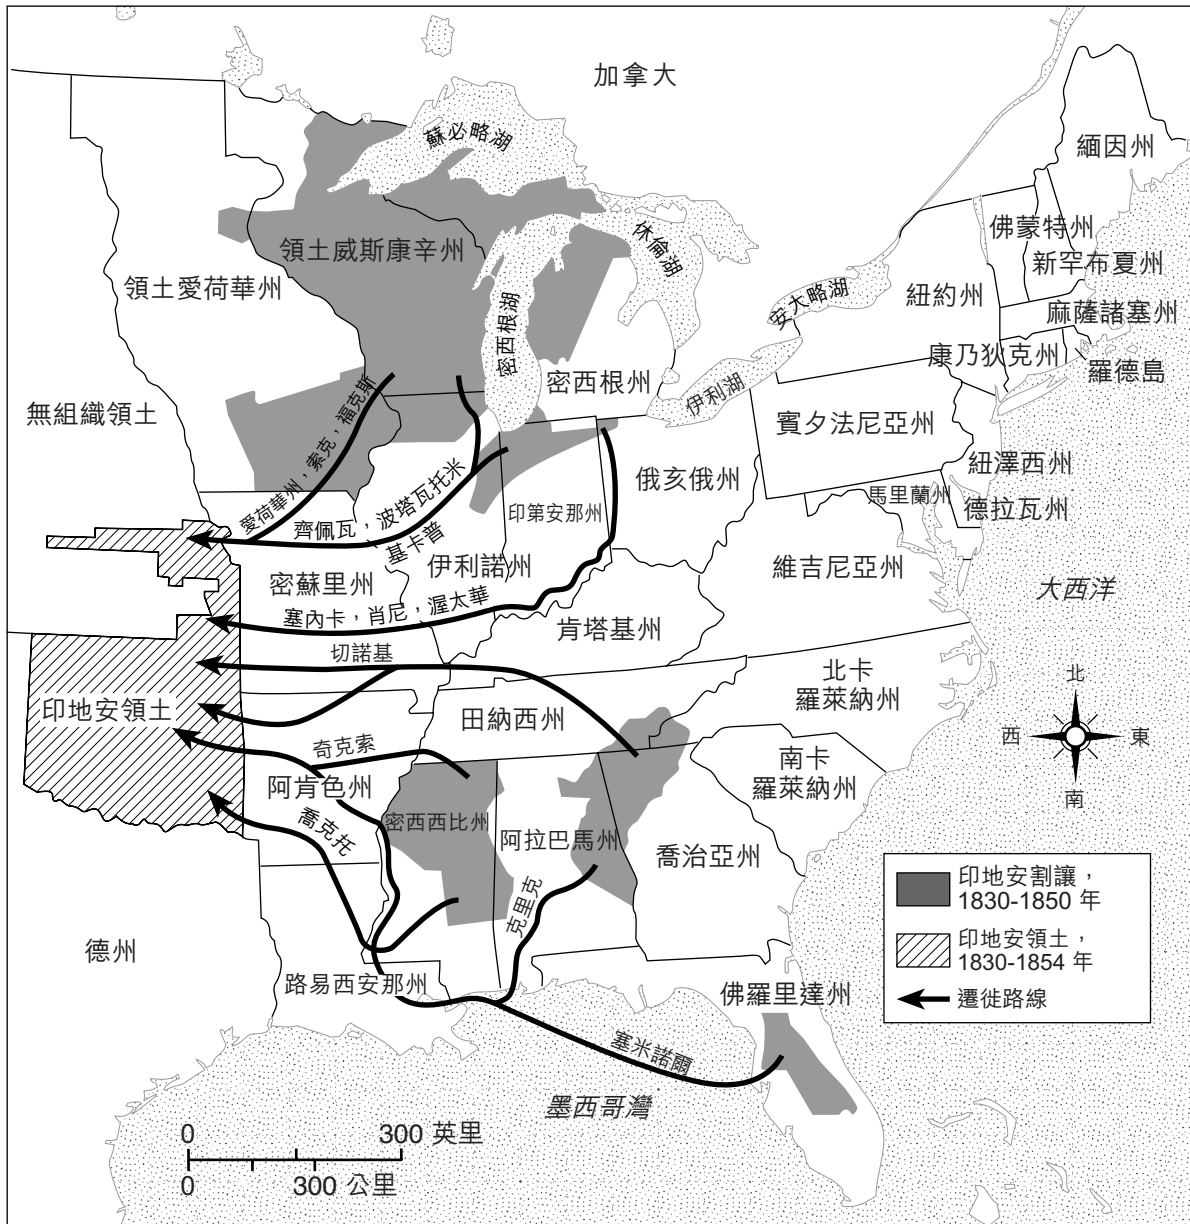 加拿大
蘇必略湖
緬因州
佛蒙特州
新罕布夏州
領土威斯康辛州
休倫湖
領土愛荷華州
安大略湖
紐約州
麻薩諸塞州
密西根湖
康乃狄克州
羅德島
密西根州
伊利湖
無組織領土
愛荷華州，索克，福克斯
賓夕法尼亞州
紐澤西州
俄亥俄州
馬里蘭州
德拉瓦州
齊佩瓦，波塔瓦托米
基卡普
印第安那州
伊利諾州
密蘇里州
維吉尼亞州
大西洋
塞內卡，肖尼，渥太華
肯塔基州
切諾基
北卡
羅萊納州
北
西
東
南
印地安領土
田納西州
奇克索
南卡
羅萊納州
阿肯色州
喬克托
密西西比州
阿拉巴馬州
喬治亞州
克里克
德州
路易西安那州
佛羅里達州
塞米諾爾
墨西哥灣
印地安割讓，
1830-1850 年
印地安領土，
1830-1854 年
遷徙路線
0
300 英里
0
300 公里